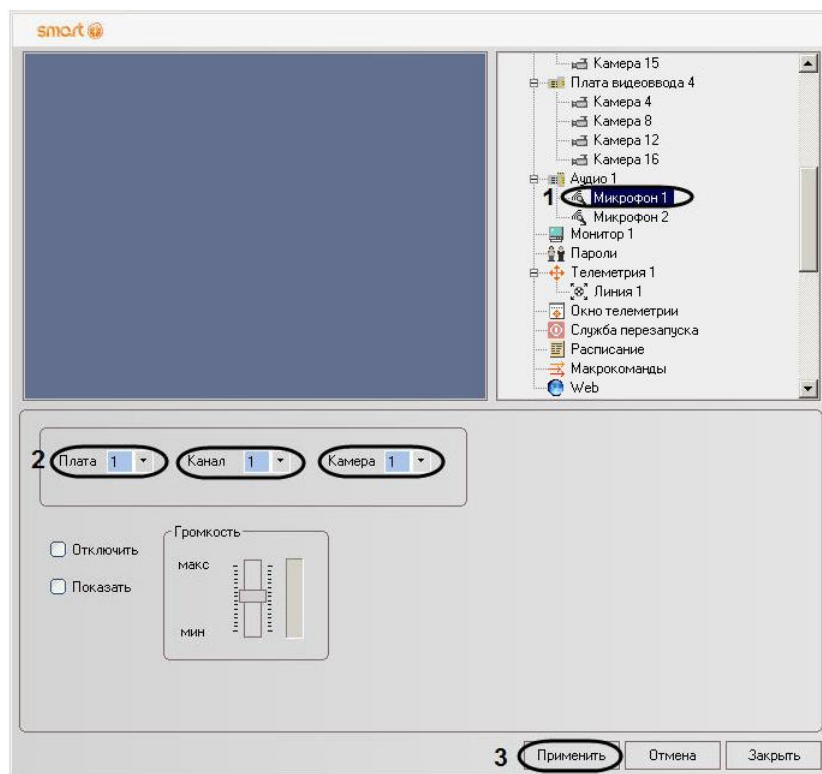 smart
Камера 15
Плата видеоввода 4
Камера 4
Камера 8
Камера 12
Камера 16
Аудио 1
1 Микрофон 1
Микрофон 2
Монитор 1
Пароли
Телеметрия 1
Линия 1
Окно телеметрии
Служба перезапуска
Расписание
Макрокоманды
Web
2 Плата 1 Канал 1 Камера 1
Отключить
Показать
Громкость
макс
мин
3 Применить Отмена Закрыть